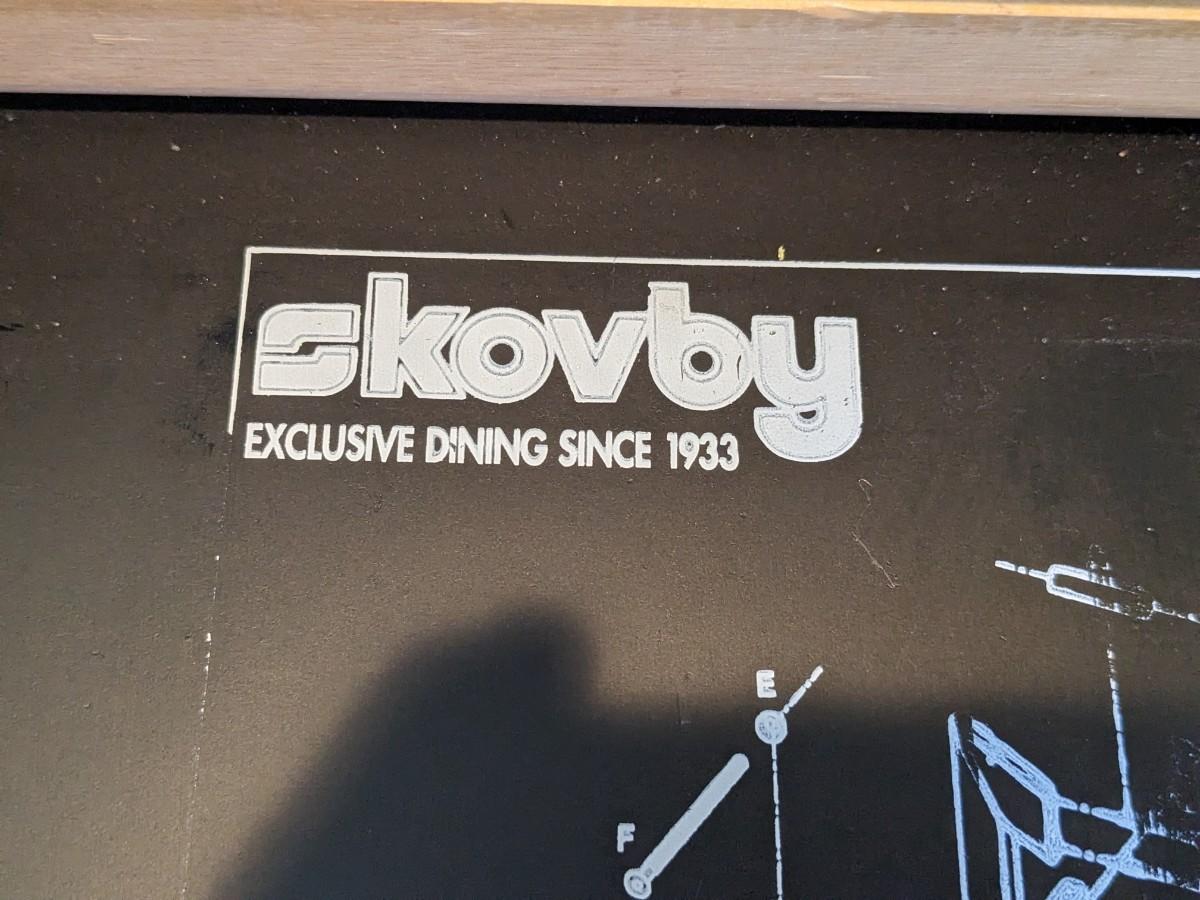 skovby
EXCLUSIVE DINING SINCE 1933
E
F